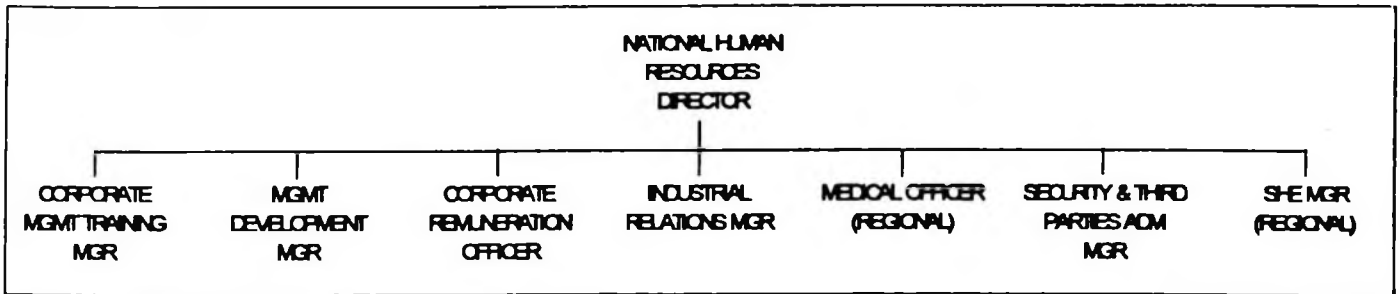 NATIONAL HUMAN
RESOURCES
DIRECTOR
CORPORATE
MGMT TRAINING
MGR
MGMT
DEVELOPMENT
MGR
CORPORATE
REMUNERATION
OFFICER
INDUSTRIAL
RELATIONS MGR
MEDICAL OFFICER
(REGIONAL)
SECURITY & THIRD
PARTIES ADM
MGR
SHE MGR
(REGIONAL)